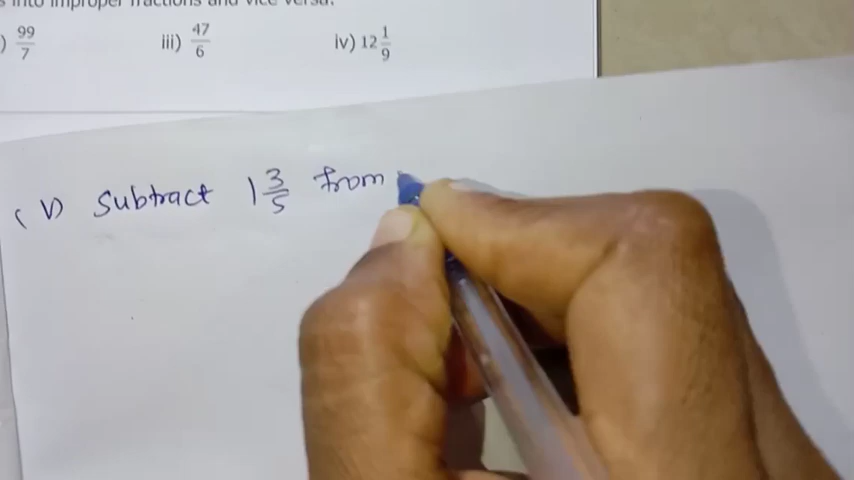 s into improper fractions and vice versa.
) 99/7 iii) 47/6 iv) 12 1/9
(V) Subtract 1 3/5 from